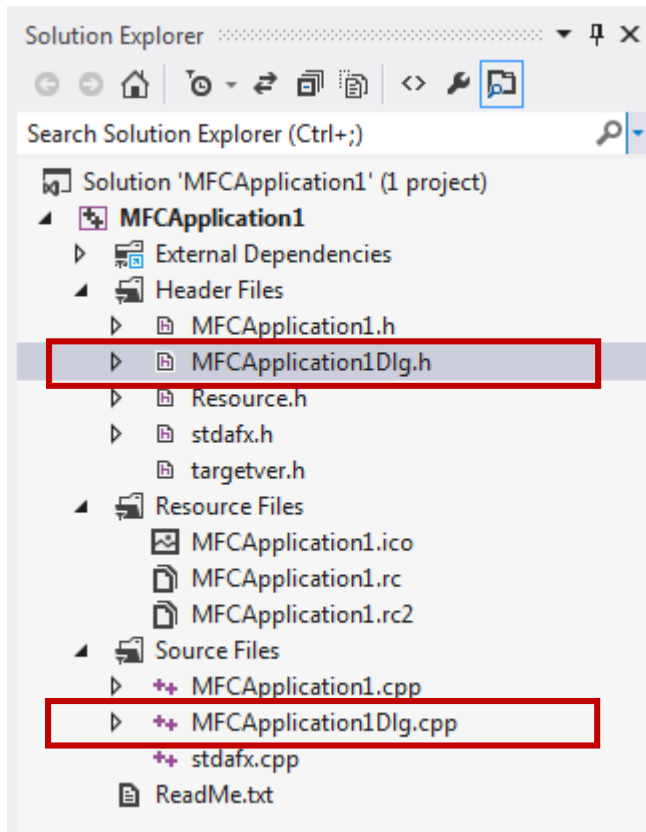 Solution Explorer
Search Solution Explorer (Ctrl+;)
Solution 'MFCApplication1' (1 project)
MFCApplication1
External Dependencies
Header Files
MFCApplication1.h
MFCApplication1Dlg.h
Resource.h
stdafx.h
targetver.h
Resource Files
MFCApplication1.ico
MFCApplication1.rc
MFCApplication1.rc2
Source Files
MFCApplication1.cpp
MFCApplication1Dlg.cpp
stdafx.cpp
ReadMe.txt